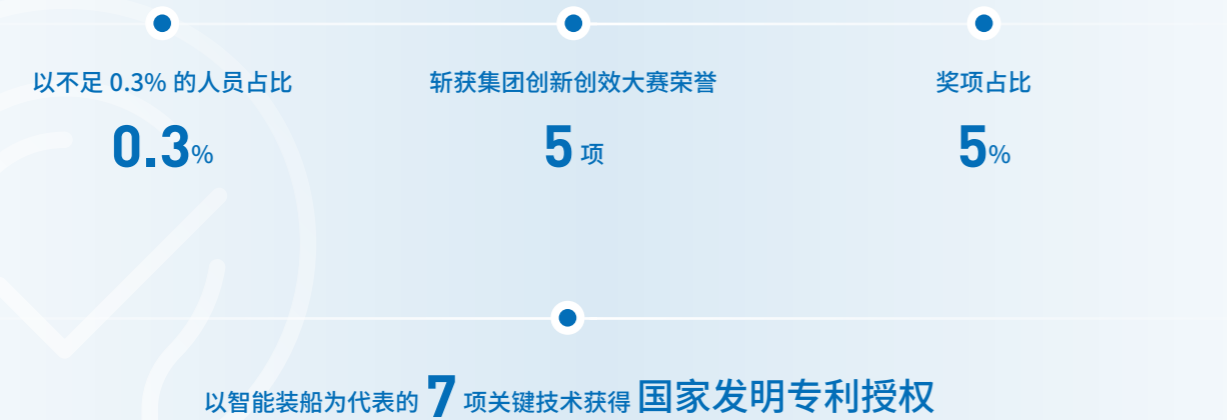 以不足 0.3% 的人员占比
0.3%
斩获集团创新创效大赛荣誉
5 项
奖项占比
5%
以智能装船为代表的 7 项关键技术获得 国家发明专利授权